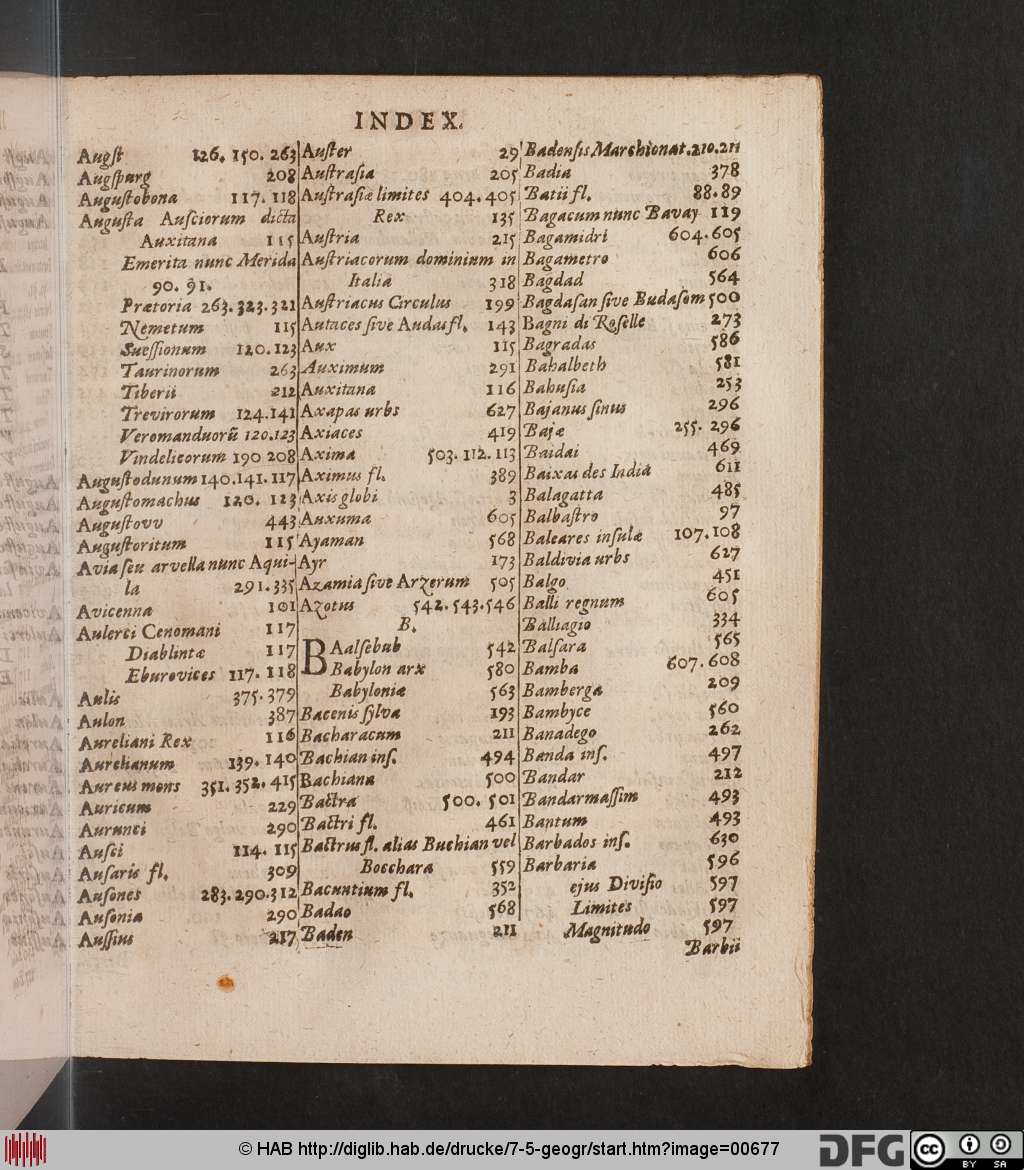 INDEX.
Augst 126. 150. 263
Augspurg 208
Augustobona 117. 118
Augusta Ausciorum dicta
Auxitana 115
Emerita nunc Merida
90. 91.
Prætoria 263. 323. 321
Nemetum 115
Suessionum 120. 123
Taurinorum 263
Tiberii 212
Trevirorum 124. 141
Veromanduorũ 120. 123
Vindelicorum 190 208
Augustodunum 140. 141. 117
Augustomachus 120. 123
Augustovv 443
Augustoritum 115
Avia seu arvella nunc Aqui-
la 291. 335
Avicenna 101
Aulerci Cenomani 117
Diablintæ 117
Eburovices 117. 118
Aulis 375. 379
Aulon 387
Aureliani Rex 116
Aurelianum 139. 140
Aureus mons 351. 352. 415
Auricum 229
Aurunci 290
Ausci 114. 115
Ausaris fl. 309
Ausones 283. 290. 312
Ausonia 290
Aussius 217
Auster 29
Austrasia 205
Austrasiæ limites 404. 405
Rex 135
Austria 215
Austriacorum dominium in
Italia 318
Austriacus Circulus 199
Autaces sive Audas fl. 143
Aux 115
Auximum 291
Auxitana 116
Axapas urbs 627
Axiaces 419
Axima 503. 112. 113
Aximus fl. 389
Axis globi 3
Auxuma 605
Ayaman 568
Ayr 173
Azamia sive Arzerum 505
Azotus 542. 543. 546
B.
BAalsebub 542
Babylon arx 580
Babyloniæ 563
Bacenis sylva 193
Bacharacum 211
Bachian ins. 494
Bachiana 500
Bactra 500. 501
Bactri fl. 461
Bactrus fl. alias Buchian vel
Bocchara 559
Bacuntium fl. 352
Badao 568
Baden 211
Badensis Marchionat. 210. 211
Badia 378
Batii fl. 88. 89
Bagacum nunc Bavay 119
Bagamidri 604. 605
Bagametro 606
Bagdad 564
Bagdasan sive Budasom 500
Bagni di Roselle 273
Bagradas 586
Bahalbeth 581
Bahusia 253
Bajanus sinus 296
Bajæ 255. 296
Baidai 469
Baixas des India 611
Balagatta 485
Balbastro 97
Baleares insulæ 107. 108
Baldivia urbs 627
Balgo 451
Balli regnum 605
Balliagio 334
Balsara 565
Bamba 607. 608
Bamberga 209
Bambyce 560
Banadego 262
Banda ins. 497
Bandar 212
Bandarmassim 493
Bantum 493
Barbados ins. 630
Barbaria 596
ejus Divisio 597
Limites 597
Magnitudo 597
Barbii
© HAB http://diglib.hab.de/drucke/7-5-geogr/start.htm?image=00677
DFG
cc BY SA